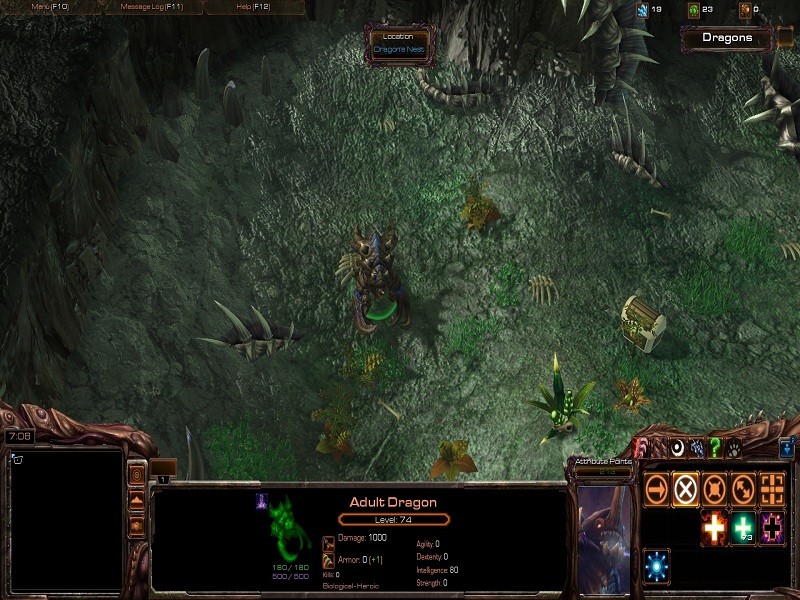 Menu (F10) Message Log (F11) Help (F12)
19 23 0
Location
Dragon's Nest
Dragons
7:08
1
Adult Dragon
Level: 74
Damage: 1000
Armor: 0 (+1)
Kills: 0
Biological-Heroic
180 / 180
500 / 500
Agility: 0
Dexterity: 0
Intelligence: 80
Strength: 0
Attribute Points
73